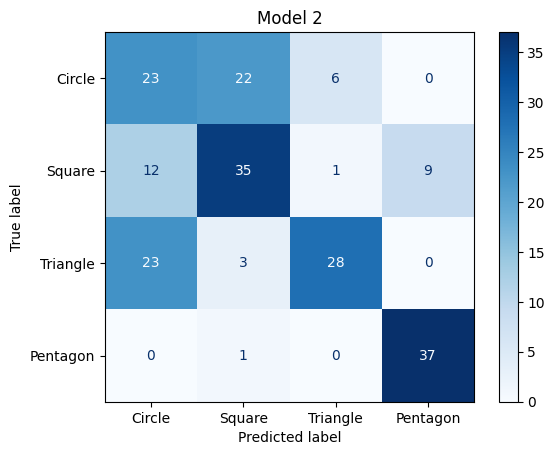 Model 2
True label
Circle 23 22 6 0
Square 12 35 1 9
Triangle 23 3 28 0
Pentagon 0 1 0 37
Circle Square Triangle Pentagon
Predicted label
35
30
25
20
15
10
5
0